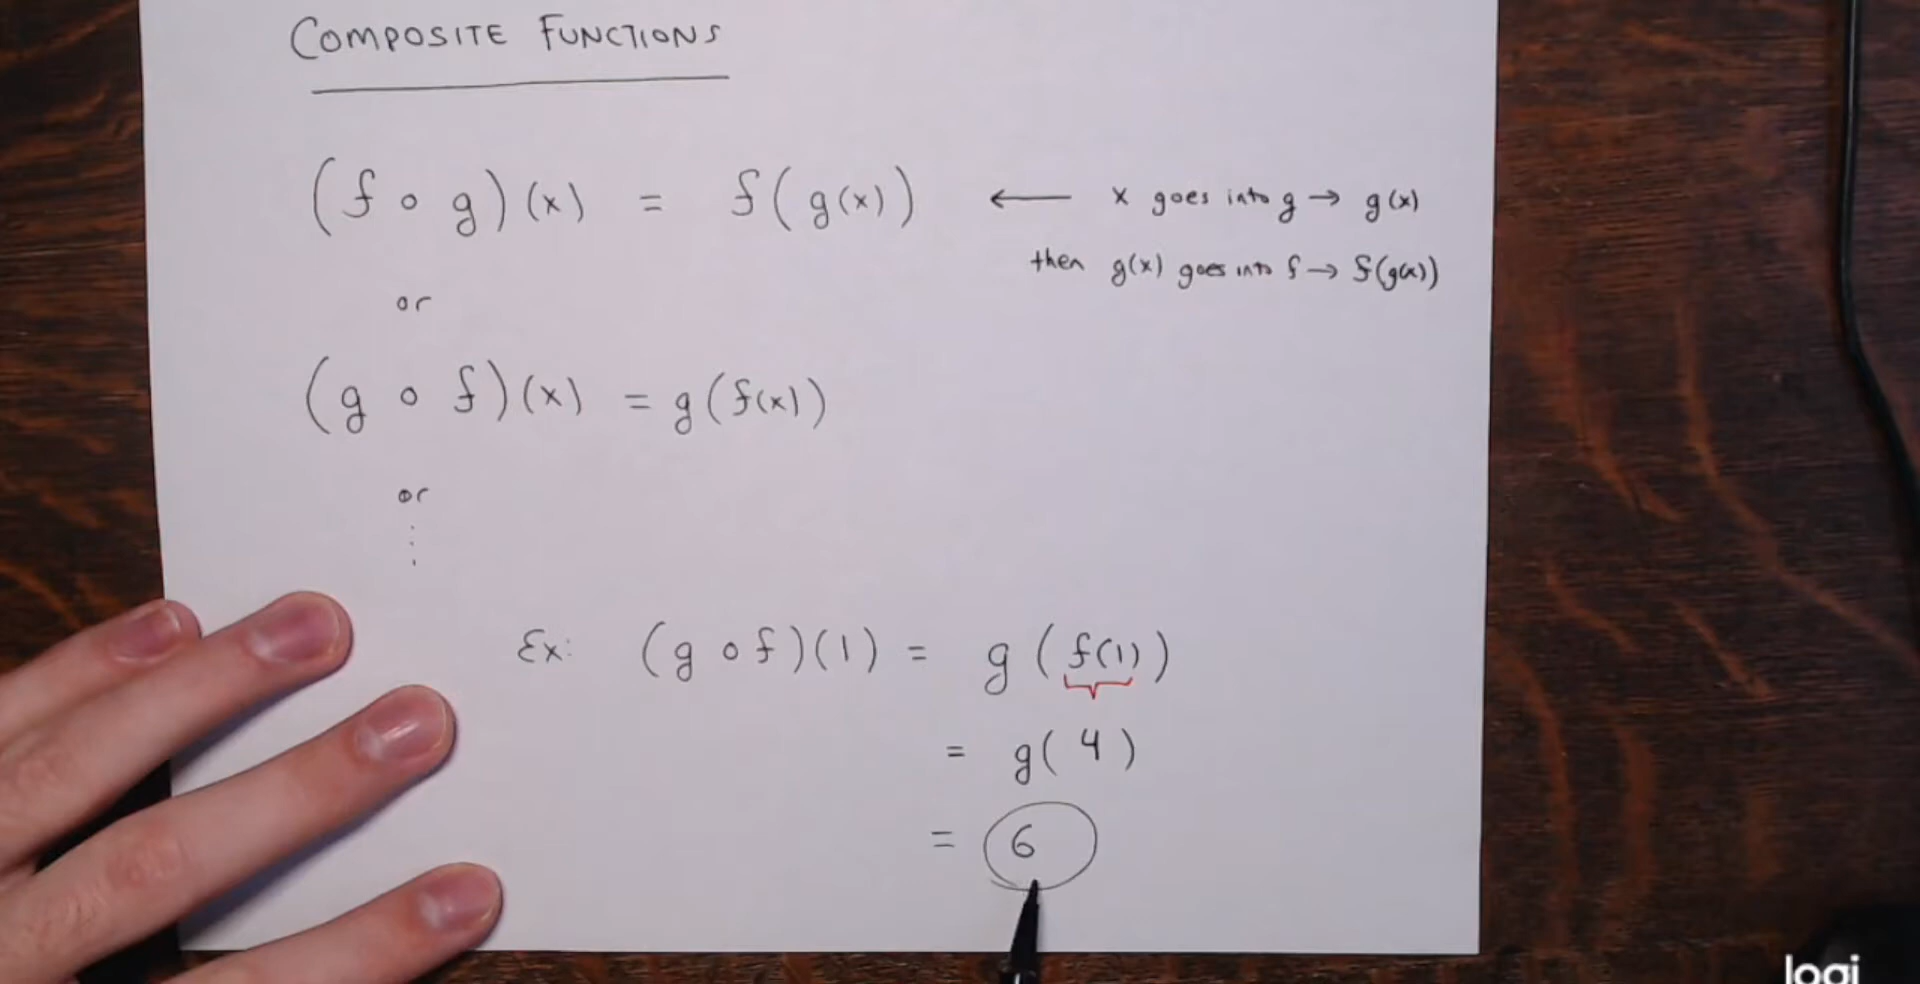 COMPOSITE FUNCTIONS
(f ∘ g)(x) = f(g(x)) ← x goes into g → g(x)
then g(x) goes into f → f(g(x))
or
(g ∘ f)(x) = g(f(x))
or
⋮
Ex: (g ∘ f)(1) = g(f(1))
= g(4)
= 6
logi